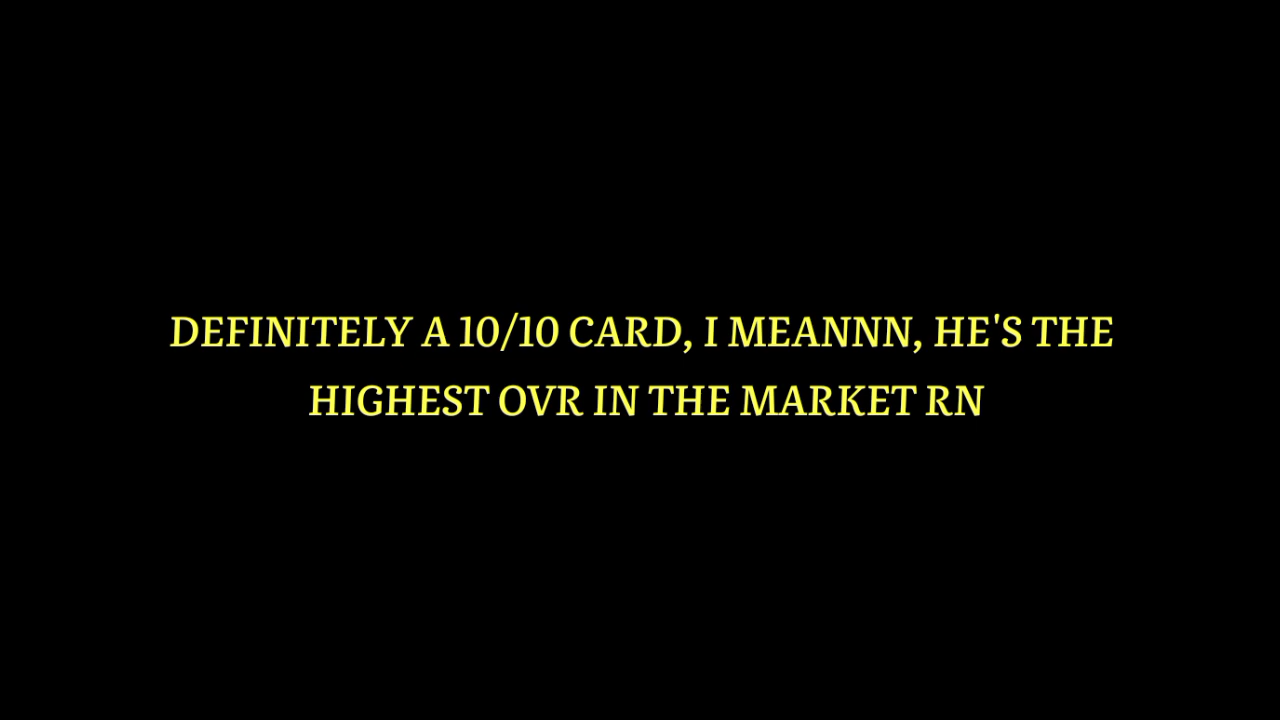 DEFINITELY A 10/10 CARD, I MEANNN, HE'S THE
HIGHEST OVR IN THE MARKET RN